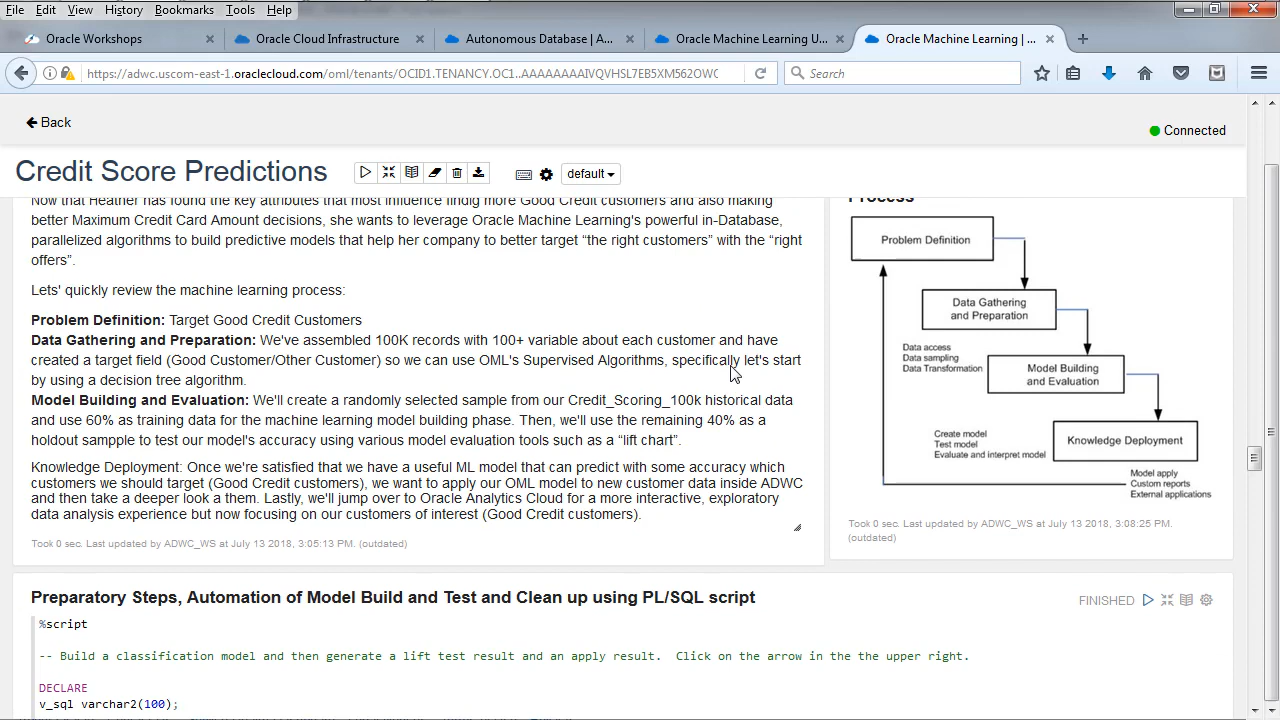 File Edit View History Bookmarks Tools Help
Oracle Workshops
Oracle Cloud Infrastructure
Autonomous Database | A...
Oracle Machine Learning U...
Oracle Machine Learning | ...
https://adwc.uscom-east-1.oraclecloud.com/oml/tenants/OCID1.TENANCY.OC1..AAAAAAAAIVQVHSL7EB5XM562OWC
Search
Back
Connected
Credit Score Predictions
default
Now that Heather has found the key attributes that most influence findig more Good Credit customers and also making
better Maximum Credit Card Amount decisions, she wants to leverage Oracle Machine Learning's powerful in-Database,
parallelized algorithms to build predictive models that help her company to better target “the right customers” with the “right
offers”.
Lets' quickly review the machine learning process:
Problem Definition: Target Good Credit Customers
Data Gathering and Preparation: We've assembled 100K records with 100+ variable about each customer and have
created a target field (Good Customer/Other Customer) so we can use OML's Supervised Algorithms, specifically let's start
by using a decision tree algorithm.
Model Building and Evaluation: We'll create a randomly selected sample from our Credit_Scoring_100k historical data
and use 60% as training data for the machine learning model building phase. Then, we'll use the remaining 40% as a
holdout sampple to test our model's accuracy using various model evaluation tools such as a “lift chart”.
Knowledge Deployment: Once we're satisfied that we have a useful ML model that can predict with some accuracy which
customers we should target (Good Credit customers), we want to apply our OML model to new customer data inside ADWC
and then take a deeper look a them. Lastly, we'll jump over to Oracle Analytics Cloud for a more interactive, exploratory
data analysis experience but now focusing on our customers of interest (Good Credit customers).
Took 0 sec. Last updated by ADWC_WS at July 13 2018, 3:05:13 PM. (outdated)
Process
Problem Definition
Data Gathering
and Preparation
Data access
Data sampling
Data Transformation
Model Building
and Evaluation
Create model
Test model
Evaluate and interpret model
Knowledge Deployment
Model apply
Custom reports
External applications
Took 0 sec. Last updated by ADWC_WS at July 13 2018, 3:08:25 PM.
(outdated)
Preparatory Steps, Automation of Model Build and Test and Clean up using PL/SQL script
FINISHED
%script
-- Build a classification model and then generate a lift test result and an apply result. Click on the arrow in the the upper right.
DECLARE
v_sql varchar2(100);